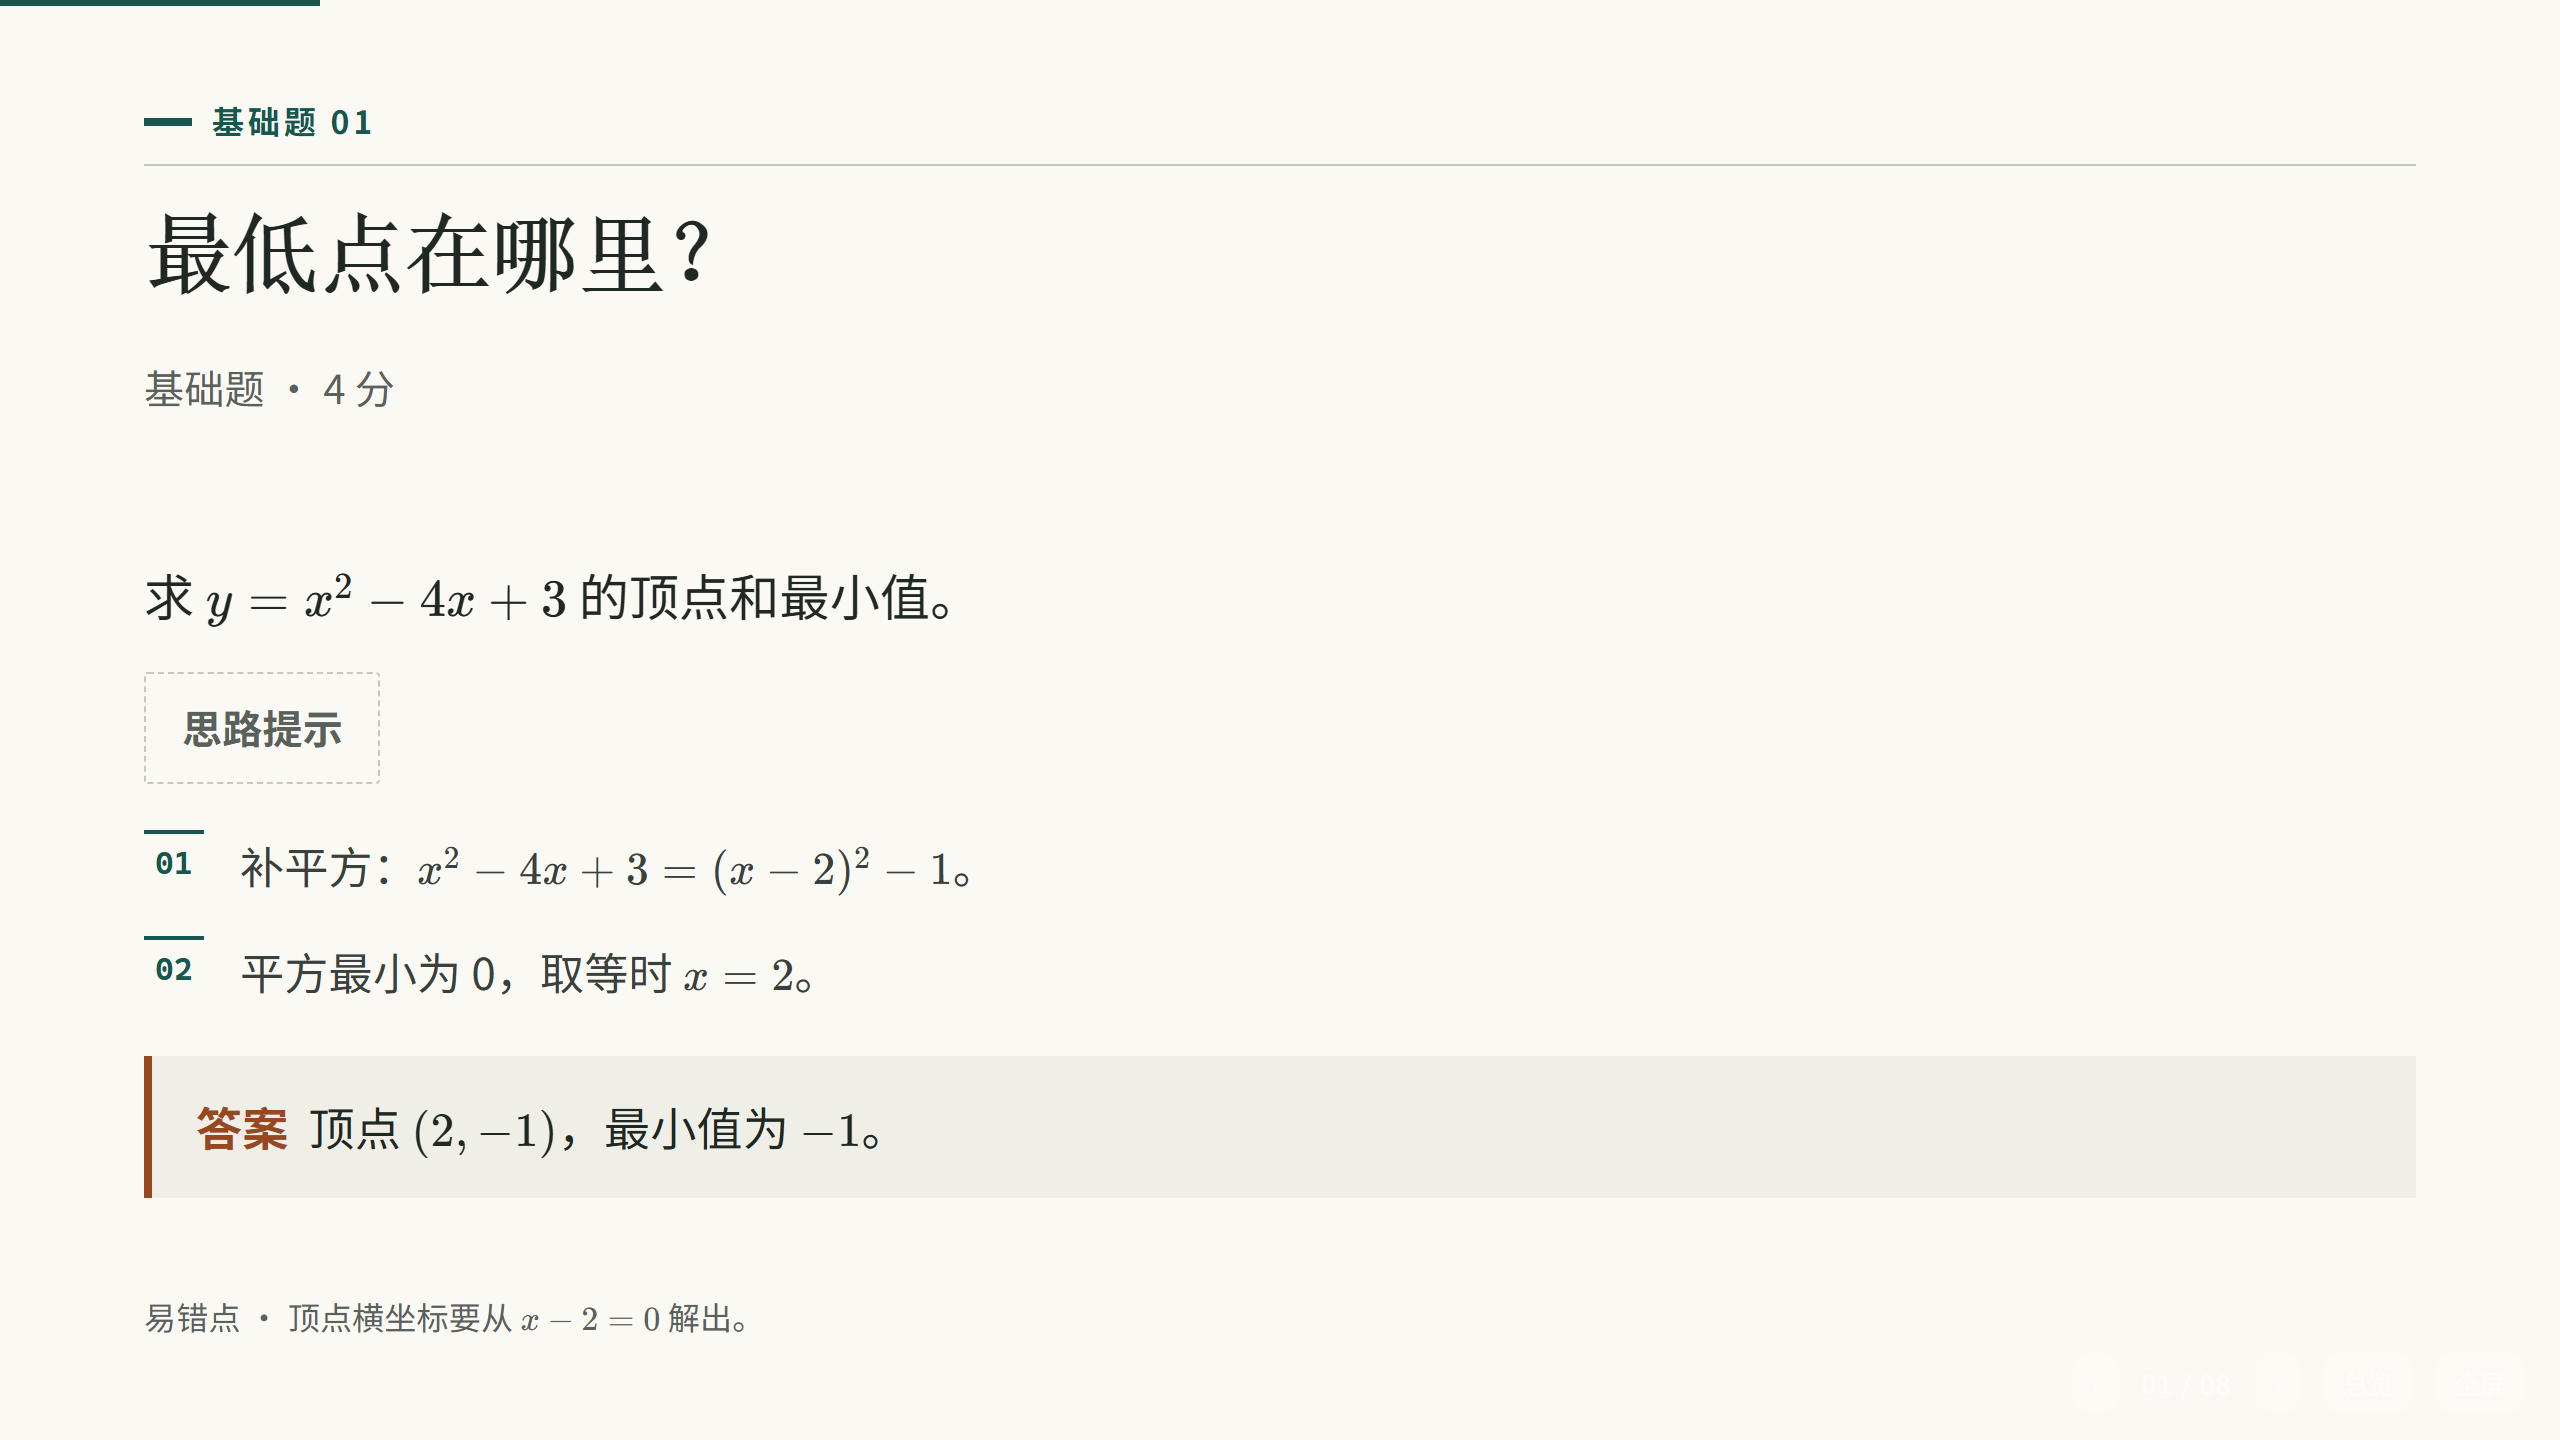 基础题 01
最低点在哪里？
基础题 · 4 分
求 y = x² − 4x + 3 的顶点和最小值。
思路提示
01 补平方：x² − 4x + 3 = (x − 2)² − 1。
02 平方最小为 0，取等时 x = 2。
答案 顶点 (2, −1)，最小值为 −1。
易错点 · 顶点横坐标要从 x − 2 = 0 解出。
01 / 08